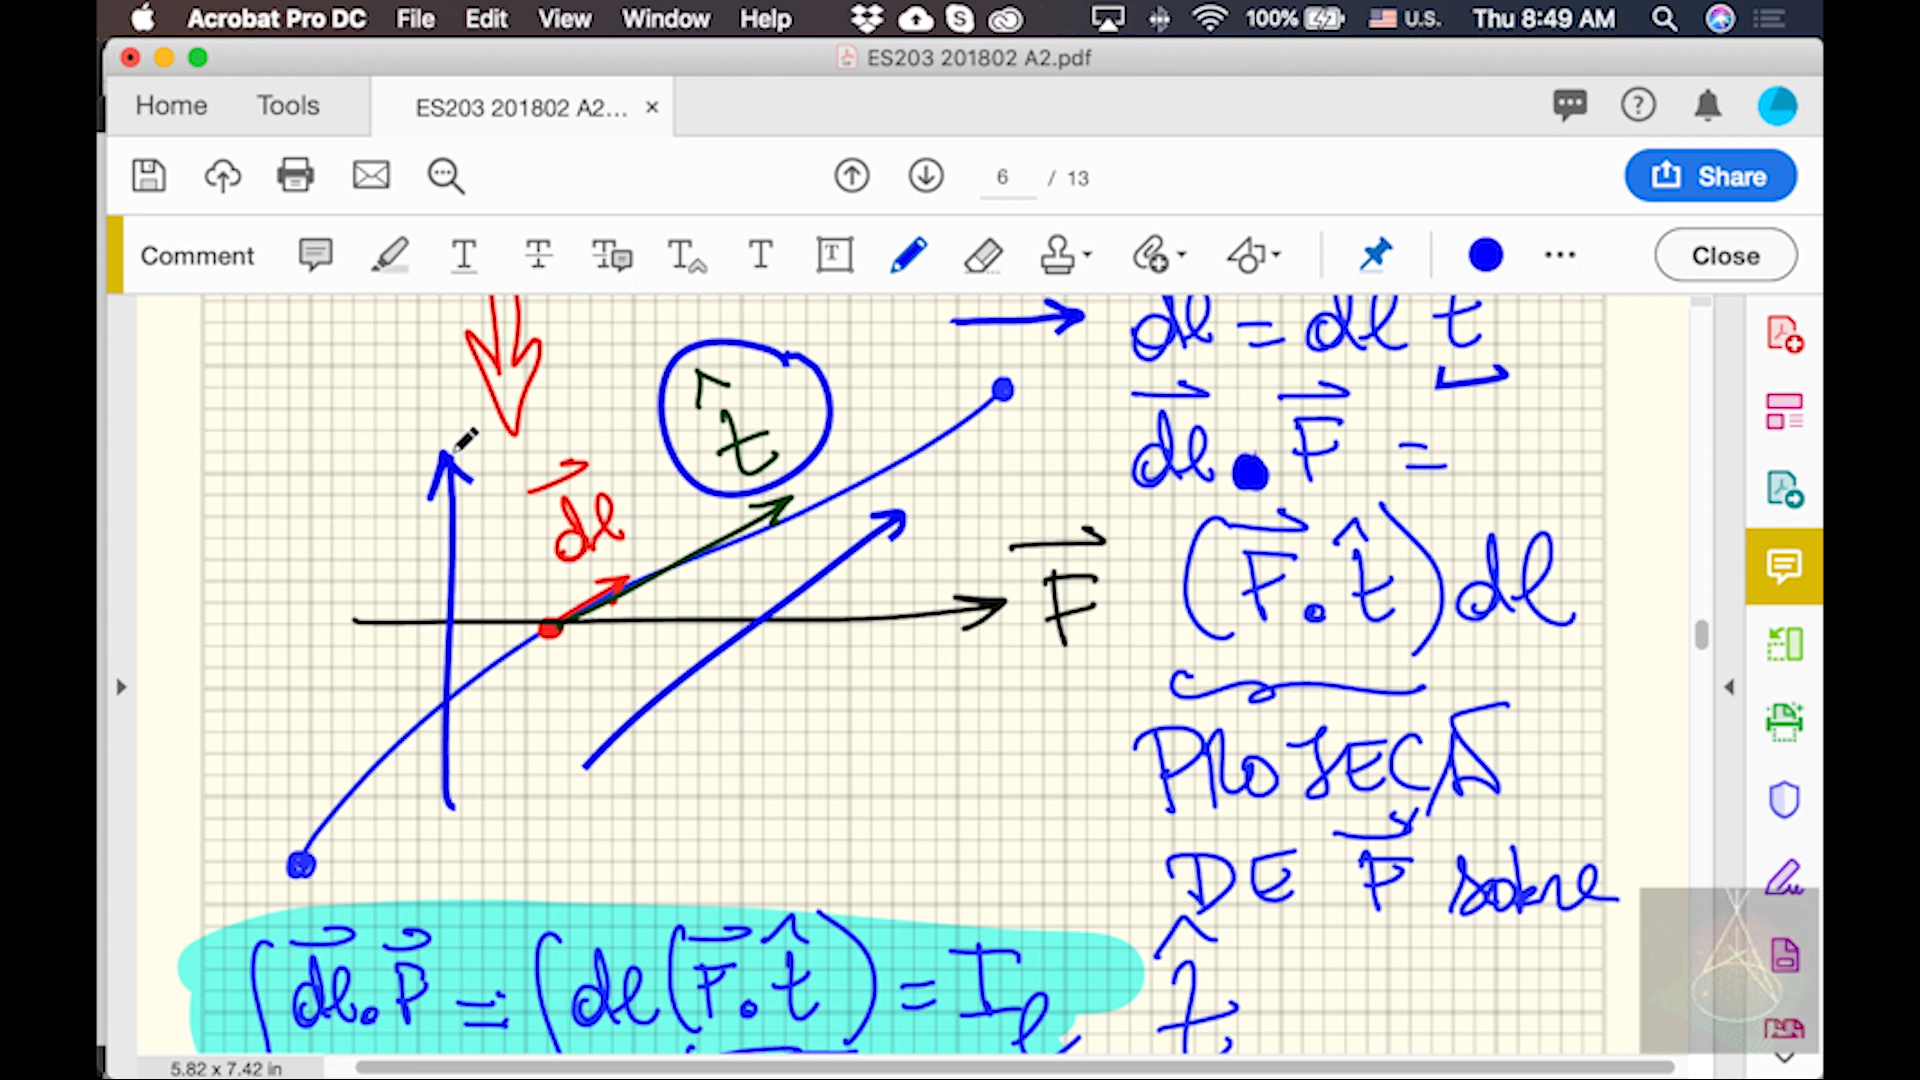 Acrobat Pro DC File Edit View Window Help 100% U.S. Thu 8:49 AM
ES203 201802 A2.pdf
Home Tools ES203 201802 A2... ×
6 / 13 Share
Comment Close
dl = dl t
t̂
dl⃗ . F⃗ =
dl⃗
(F⃗ . t̂) dl
F⃗
PROJEÇÃ
DE F⃗ sobre
t̂
∫ dl⃗ . F⃗ = ∫ dl (F⃗ . t̂) = I_l
5.82 x 7.42 in